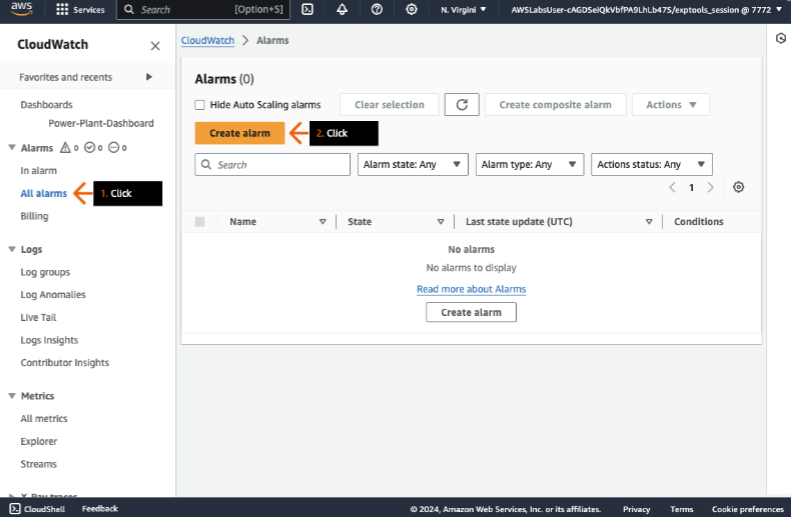 aws Services Search [Option+S] N. Virgini AWSLabsUser-cAGDSeiQkVbfPA9LhLb47S/exptools_session @ 7772
CloudWatch
Favorites and recents
Dashboards
Power-Plant-Dashboard
Alarms 0 0 0
In alarm
All alarms 1. Click
Billing
Logs
Log groups
Log Anomalies
Live Tail
Logs Insights
Contributor Insights
Metrics
All metrics
Explorer
Streams
X-Ray traces
CloudWatch > Alarms
Alarms (0)
Hide Auto Scaling alarms Clear selection Create composite alarm Actions
Create alarm 2. Click
Search Alarm state: Any Alarm type: Any Actions status: Any
1
Name State Last state update (UTC) Conditions
No alarms
No alarms to display
Read more about Alarms
Create alarm
CloudShell Feedback © 2024, Amazon Web Services, Inc. or its affiliates. Privacy Terms Cookie preferences